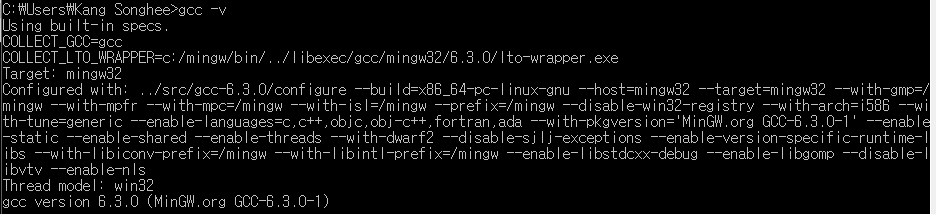 C:₩Users₩Kang Songhee>gcc -v
Using built-in specs.
COLLECT_GCC=gcc
COLLECT_LTO_WRAPPER=c:/mingw/bin/../libexec/gcc/mingw32/6.3.0/lto-wrapper.exe
Target: mingw32
Configured with: ../src/gcc-6.3.0/configure --build=x86_64-pc-linux-gnu --host=mingw32 --target=mingw32 --with-gmp=/
mingw --with-mpfr --with-mpc=/mingw --with-isl=/mingw --prefix=/mingw --disable-win32-registry --with-arch=i586 --wi
th-tune=generic --enable-languages=c,c++,objc,obj-c++,fortran,ada --with-pkgversion='MinGW.org GCC-6.3.0-1' --enable
-static --enable-shared --enable-threads --with-dwarf2 --disable-sjlj-exceptions --enable-version-specific-runtime-l
ibs --with-libiconv-prefix=/mingw --with-libintl-prefix=/mingw --enable-libstdcxx-debug --enable-libgomp --disable-l
ibvtv --enable-nls
Thread model: win32
gcc version 6.3.0 (MinGW.org GCC-6.3.0-1)